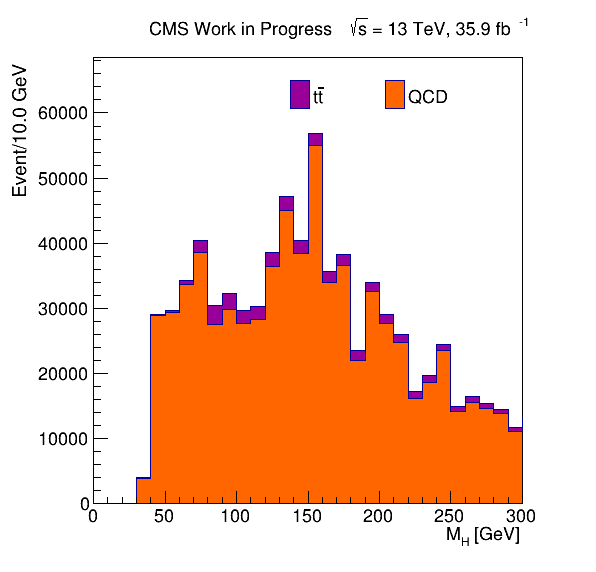 CMS Work in Progress √s = 13 TeV, 35.9 fb⁻¹
Event/10.0 GeV
tt̄
QCD
60000
50000
40000
30000
20000
10000
0
0 50 100 150 200 250 300
M_H [GeV]